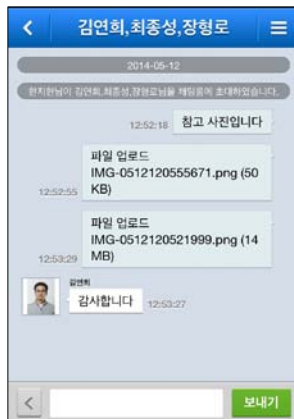 김연희,최종성,장형로
2014-05-12
한지현님이 김연희,최종성,장형로님을 채팅룸에 초대하였습니다.
12:52:18 참고 사진입니다
파일 업로드
IMG-0512120555671.png (50
KB)
12:52:55
파일 업로드
IMG-0512120521999.png (14
MB)
12:53:29
김연희
감사합니다 12:53:27
보내기